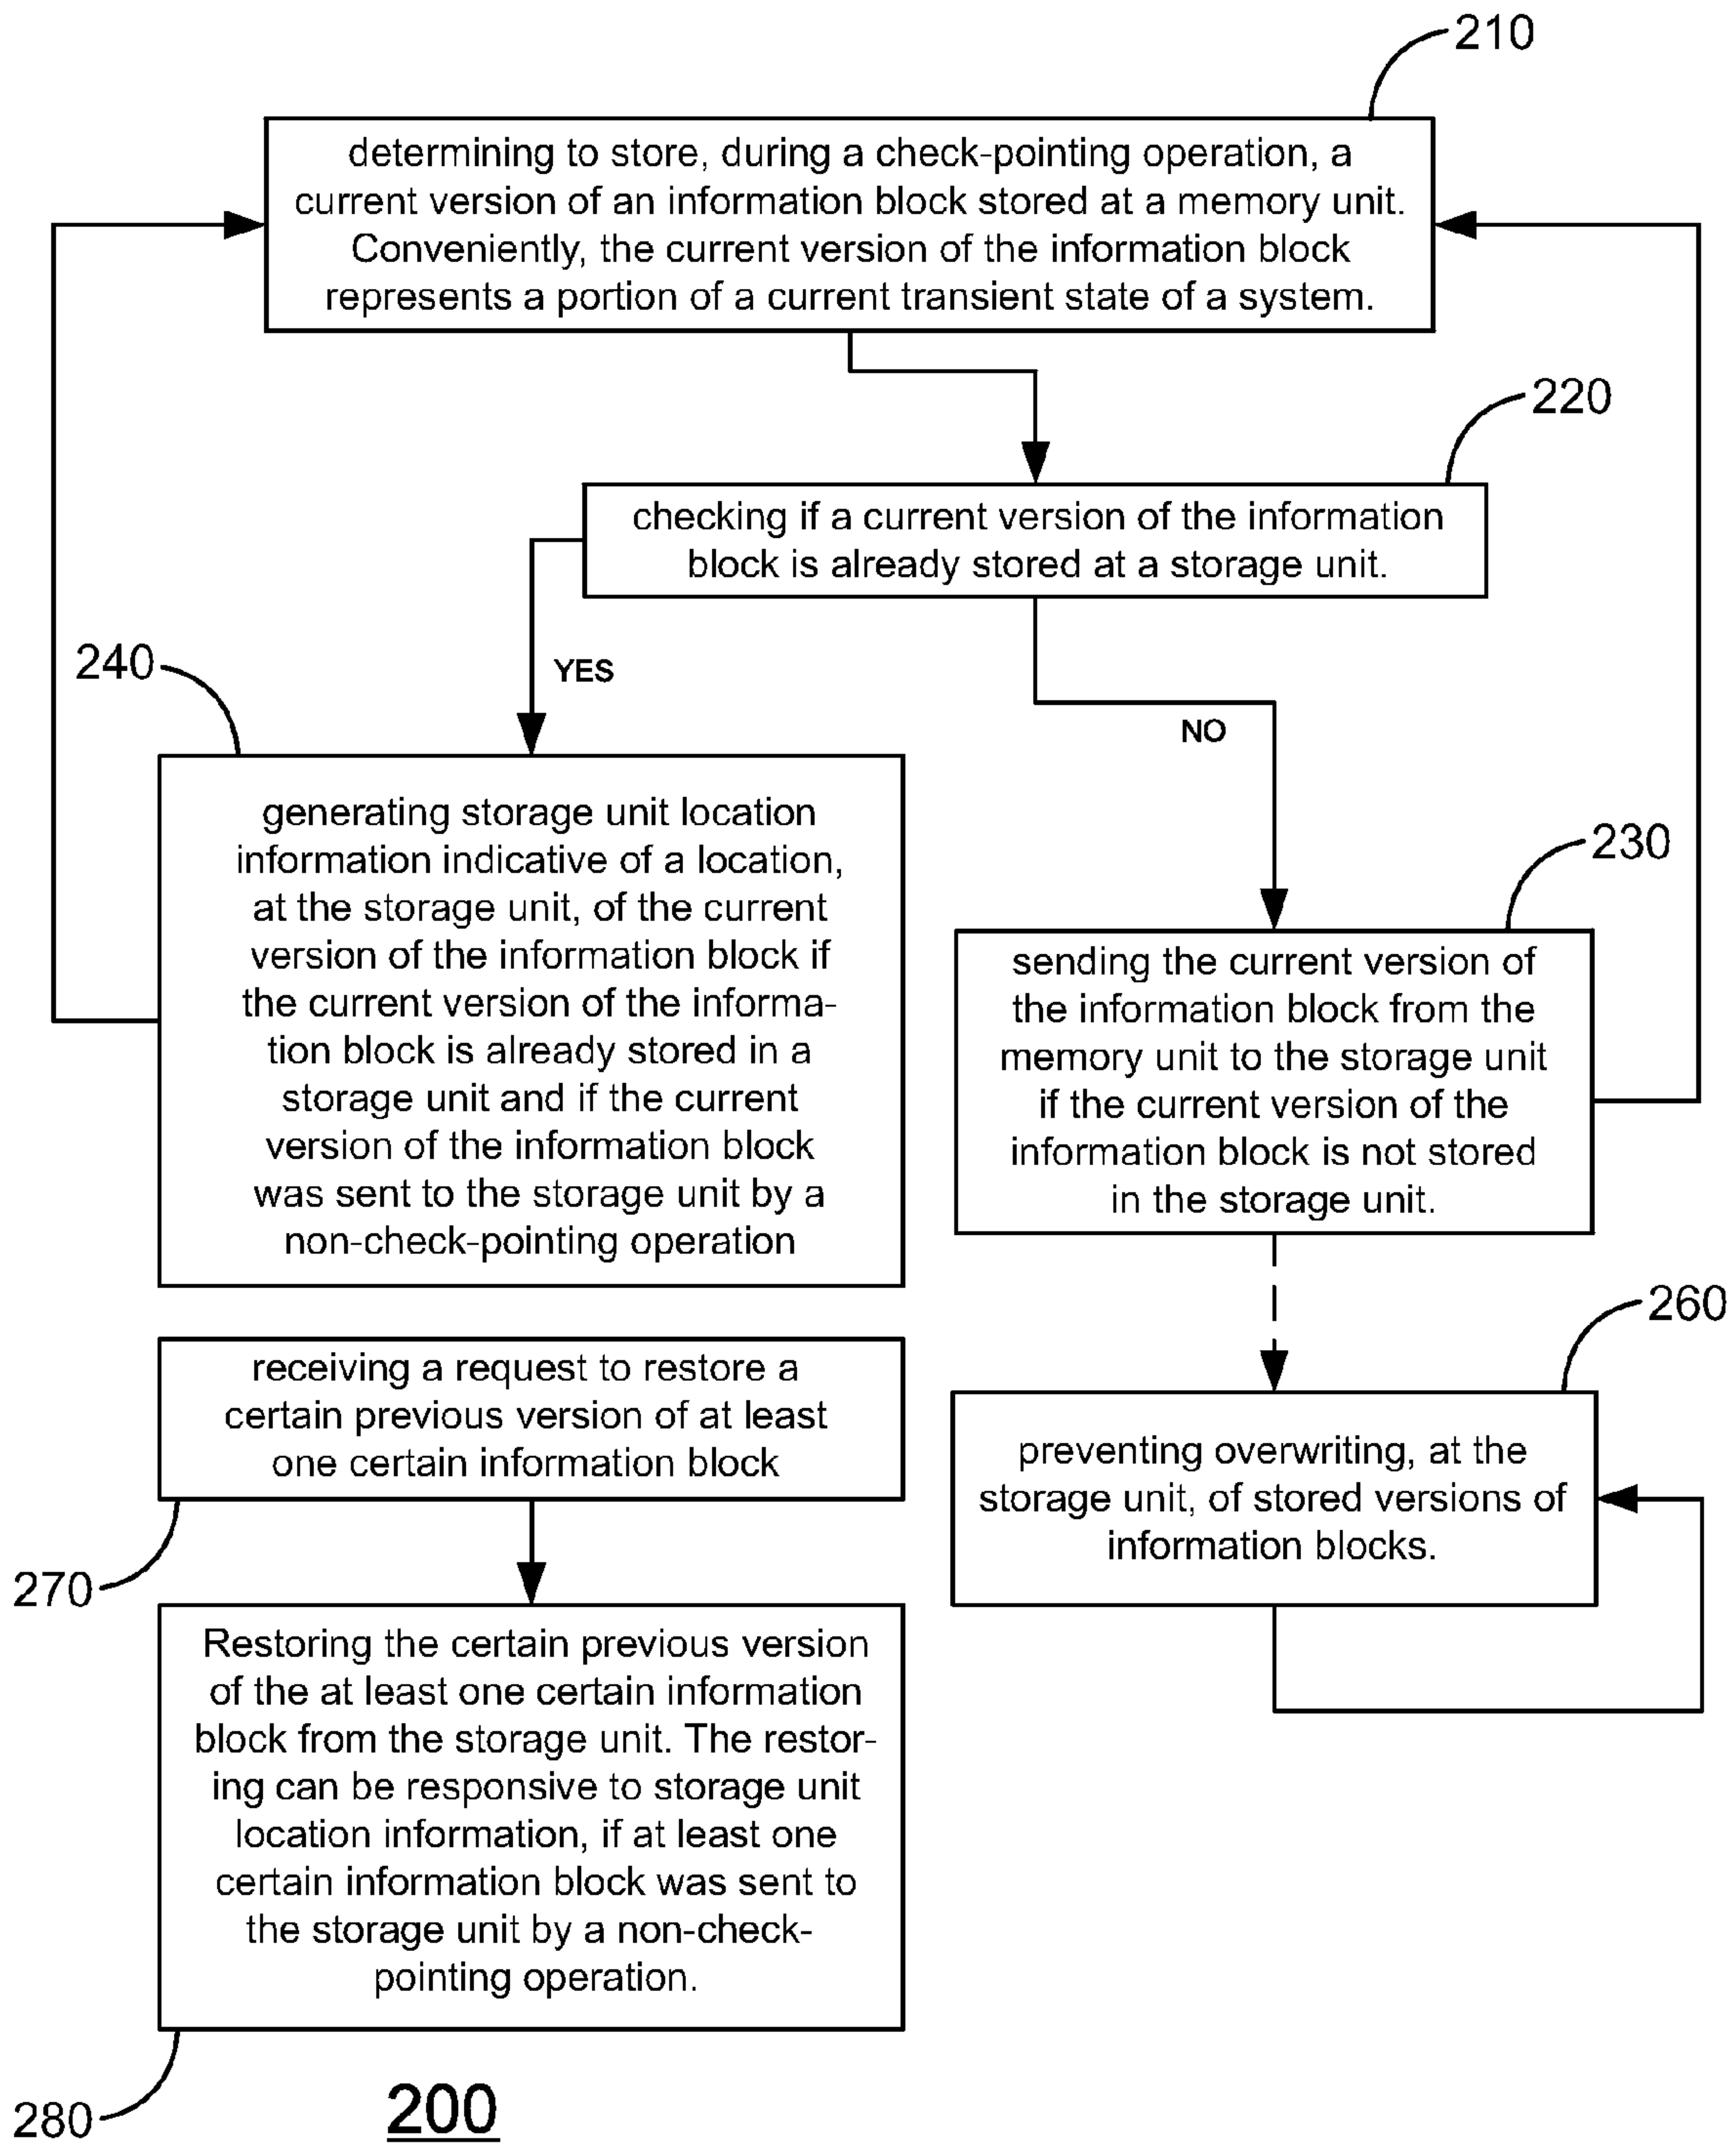 210
determining to store, during a check-pointing operation, a
current version of an information block stored at a memory unit.
Conveniently, the current version of the information block
represents a portion of a current transient state of a system.
220
checking if a current version of the information
block is already stored at a storage unit.
240
YES
NO
generating storage unit location
information indicative of a location,
at the storage unit, of the current
version of the information block if
the current version of the informa-
tion block is already stored in a
storage unit and if the current
version of the information block
was sent to the storage unit by a
non-check-pointing operation
230
sending the current version of
the information block from the
memory unit to the storage unit
if the current version of the
information block is not stored
in the storage unit.
260
preventing overwriting, at the
storage unit, of stored versions of
information blocks.
receiving a request to restore a
certain previous version of at least
one certain information block
270
Restoring the certain previous version
of the at least one certain information
block from the storage unit. The restor-
ing can be responsive to storage unit
location information, if at least one
certain information block was sent to
the storage unit by a non-check-
pointing operation.
280
200